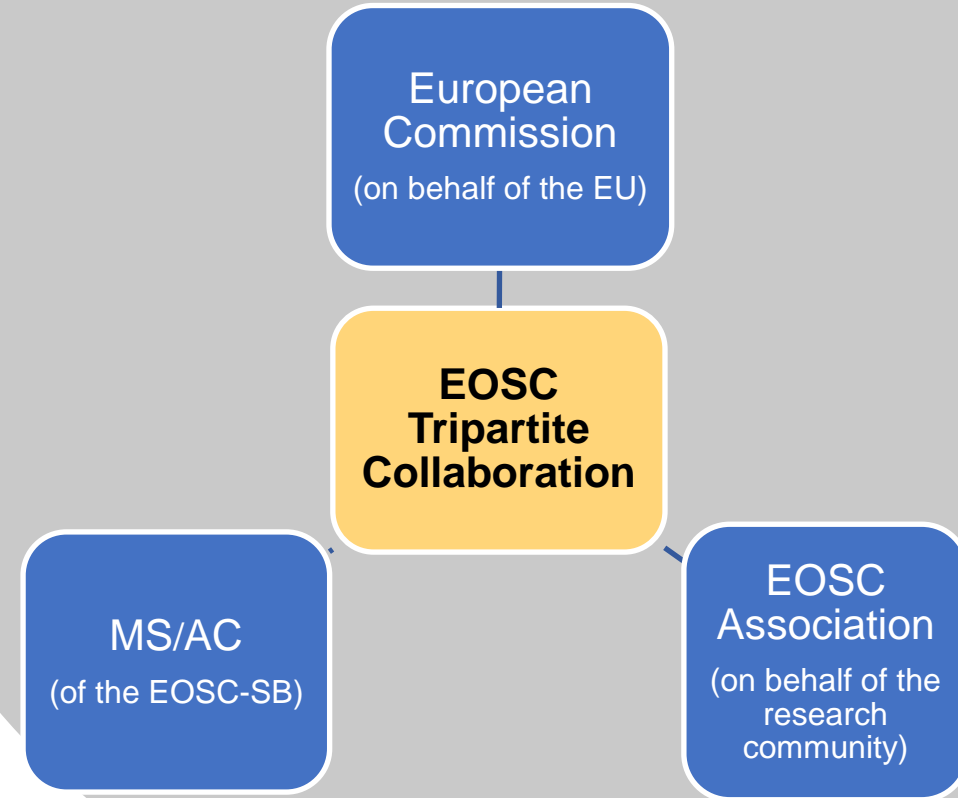 European
Commission
(on behalf of the EU)
EOSC
Tripartite
Collaboration
MS/AC
(of the EOSC-SB)
EOSC
Association
(on behalf of the
research
community)